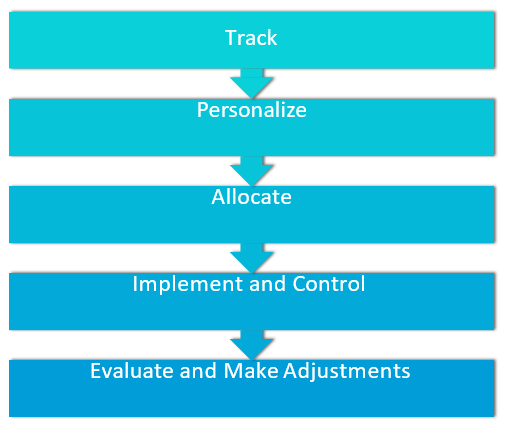 Track
Personalize
Allocate
Implement and Control
Evaluate and Make Adjustments